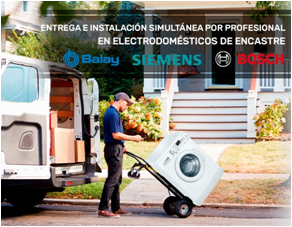 ENTREGA E INSTALACIÓN SIMULTÁNEA POR PROFESIONAL
EN ELECTRODOMÉSTICOS DE ENCASTRE
Balay SIEMENS BOSCH